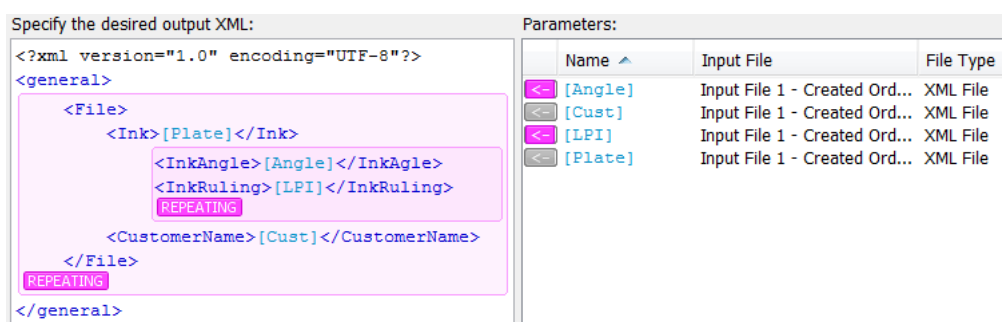 Specify the desired output XML:
<?xml version="1.0" encoding="UTF-8"?>
<general>
<File>
<Ink>[Plate]</Ink>
<InkAngle>[Angle]</InkAgle>
<InkRuling>[LPI]</InkRuling>
REPEATING
<CustomerName>[Cust]</CustomerName>
</File>
REPEATING
</general>
Parameters:
Name Input File File Type
<- [Angle] Input File 1 - Created Ord... XML File
<- [Cust] Input File 1 - Created Ord... XML File
<- [LPI] Input File 1 - Created Ord... XML File
<- [Plate] Input File 1 - Created Ord... XML File